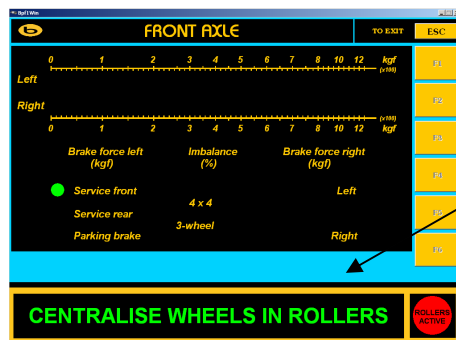 Bpf1Win
FRONT AXLE
TO EXIT
ESC
0 1 2 3 4 5 6 7 8 10 12 kgf
(x100)
Left
Right
(x100)
0 1 2 3 4 5 6 7 8 10 12 kgf
Brake force left
(kgf)
Imbalance
(%)
Brake force right
(kgf)
Service front
Left
4 x 4
Service rear
3-wheel
Parking brake
Right
F1
F2
F3
F4
F5
F6
CENTRALISE WHEELS IN ROLLERS
ROLLERS
ACTIVE